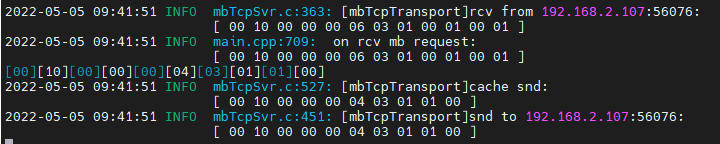 2022-05-05 09:41:51 INFO  mbTcpSvr.c:363: [mbTcpTransport]rcv from 192.168.2.107:56076:
[ 00 10 00 00 00 06 03 01 00 01 00 01 ]
2022-05-05 09:41:51 INFO  main.cpp:709:  on rcv mb request:
[ 00 10 00 00 00 06 03 01 00 01 00 01 ]
[00][10][00][00][00][04][03][01][01][00]
2022-05-05 09:41:51 INFO  mbTcpSvr.c:527: [mbTcpTransport]cache snd:
[ 00 10 00 00 00 04 03 01 01 00 ]
2022-05-05 09:41:51 INFO  mbTcpSvr.c:451: [mbTcpTransport]snd to 192.168.2.107:56076:
[ 00 10 00 00 00 04 03 01 01 00 ]